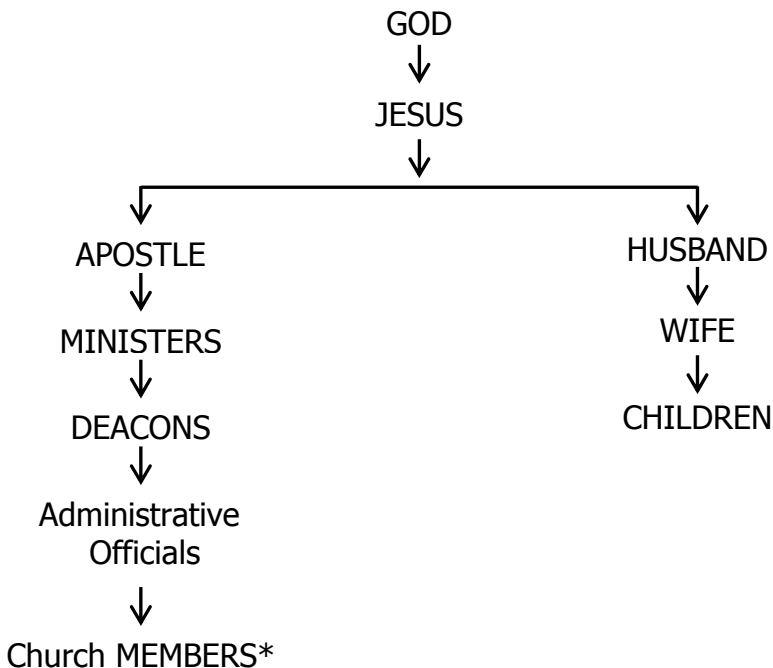 GOD
JESUS
APOSTLE
MINISTERS
DEACONS
Administrative
Officials
Church MEMBERS*
HUSBAND
WIFE
CHILDREN